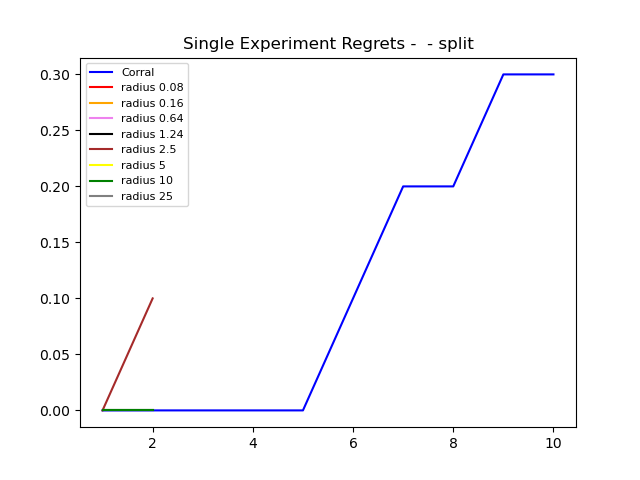 Single Experiment Regrets -  - split
0.30
0.25
0.20
0.15
0.10
0.05
0.00
Corral
radius 0.08
radius 0.16
radius 0.64
radius 1.24
radius 2.5
radius 5
radius 10
radius 25
2 4 6 8 10